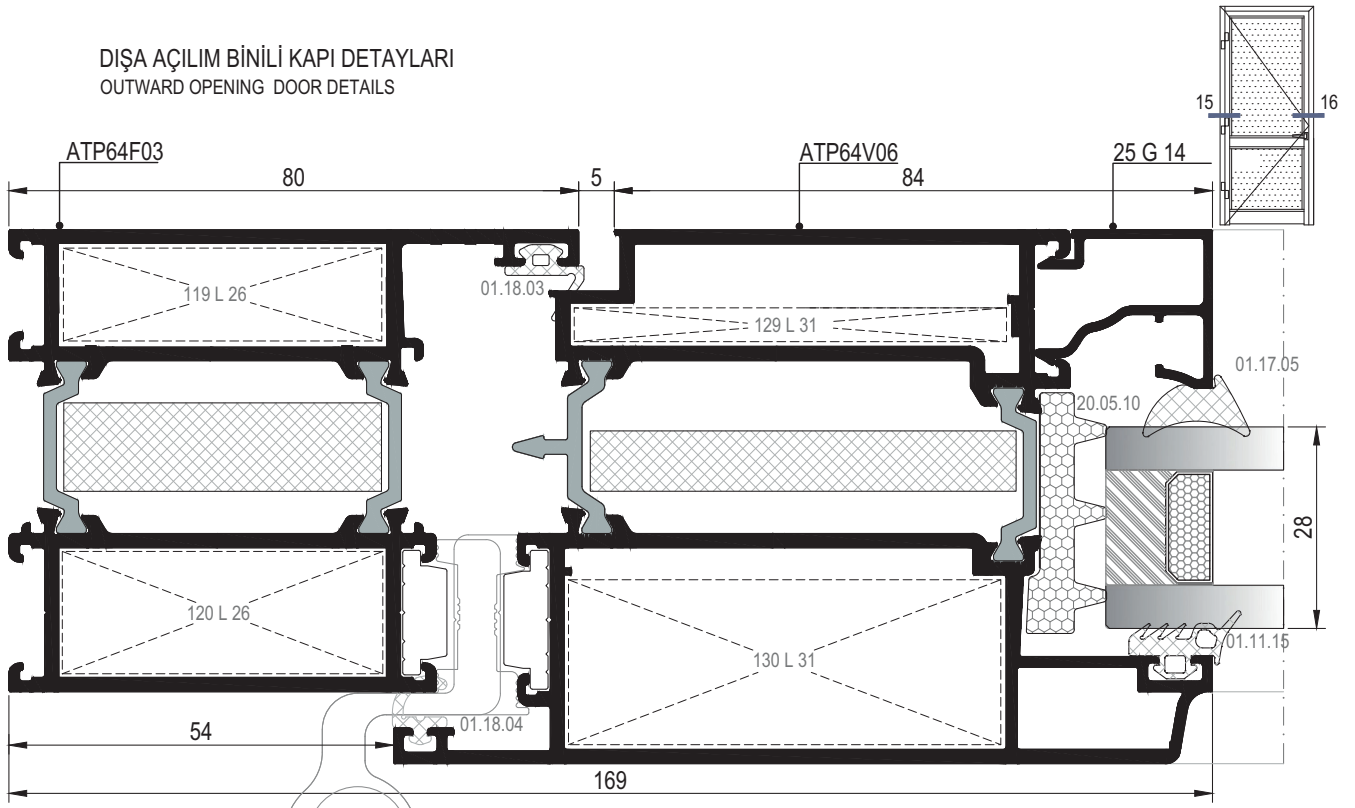 DIŞA AÇILIM BİNİLİ KAPI DETAYLARI
OUTWARD OPENING DOOR DETAILS
15
16
ATP64F03
ATP64V06
25 G 14
80
5
84
119 L 26
01.18.03
129 L 31
01.17.05
20.05.10
28
120 L 26
130 L 31
01.11.15
01.18.04
54
169